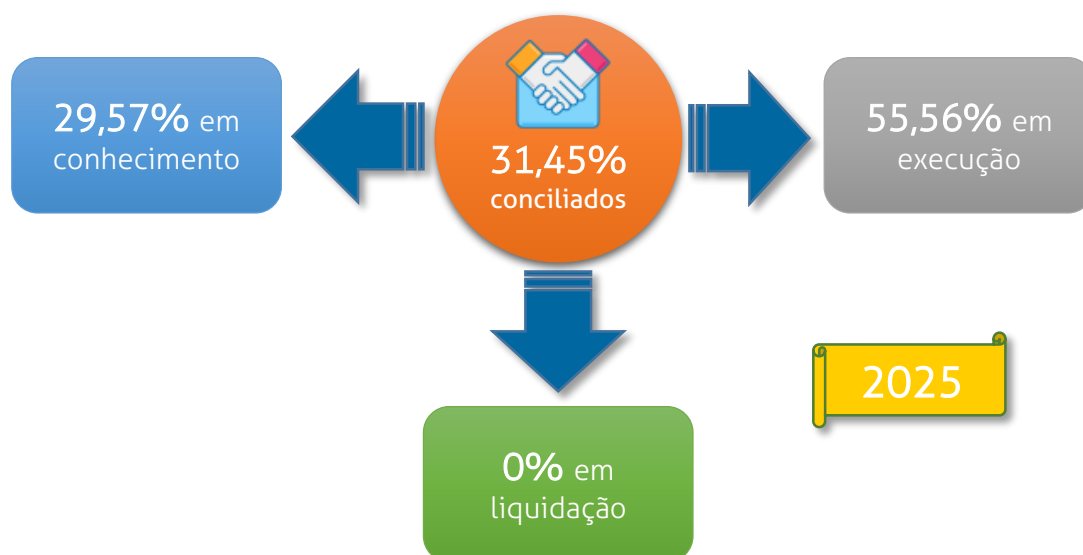 29,57% em
conhecimento
31,45%
conciliados
55,56% em
execução
0% em
liquidação
2025